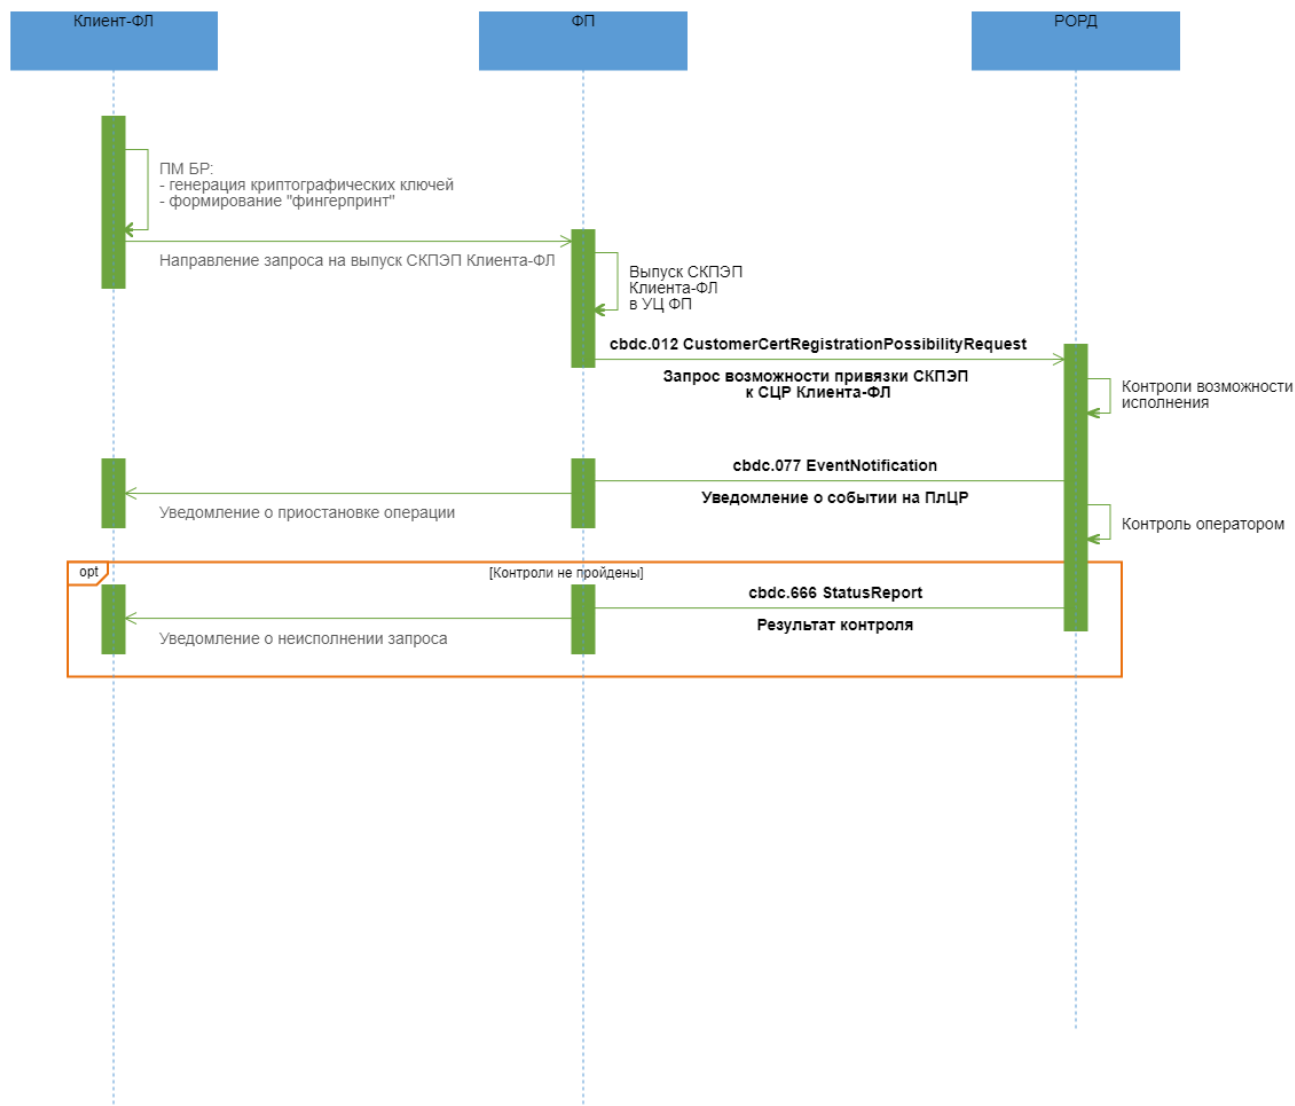 Клиент-ФЛ
ФП
РОРД
ПМ БР:
- генерация криптографических ключей
- формирование "фингерпринт"
Направление запроса на выпуск СКПЭП Клиента-ФЛ
Выпуск СКПЭП
Клиента-ФЛ
в УЦ ФП
cbdc.012 CustomerCertRegistrationPossibilityRequest
Запрос возможности привязки СКПЭП
к СЦР Клиента-ФЛ
Контроли возможности
исполнения
cbdc.077 EventNotification
Уведомление о событии на ПлЦР
Уведомление о приостановке операции
Контроль оператором
opt
[Контроли не пройдены]
cbdc.666 StatusReport
Результат контроля
Уведомление о неисполнении запроса